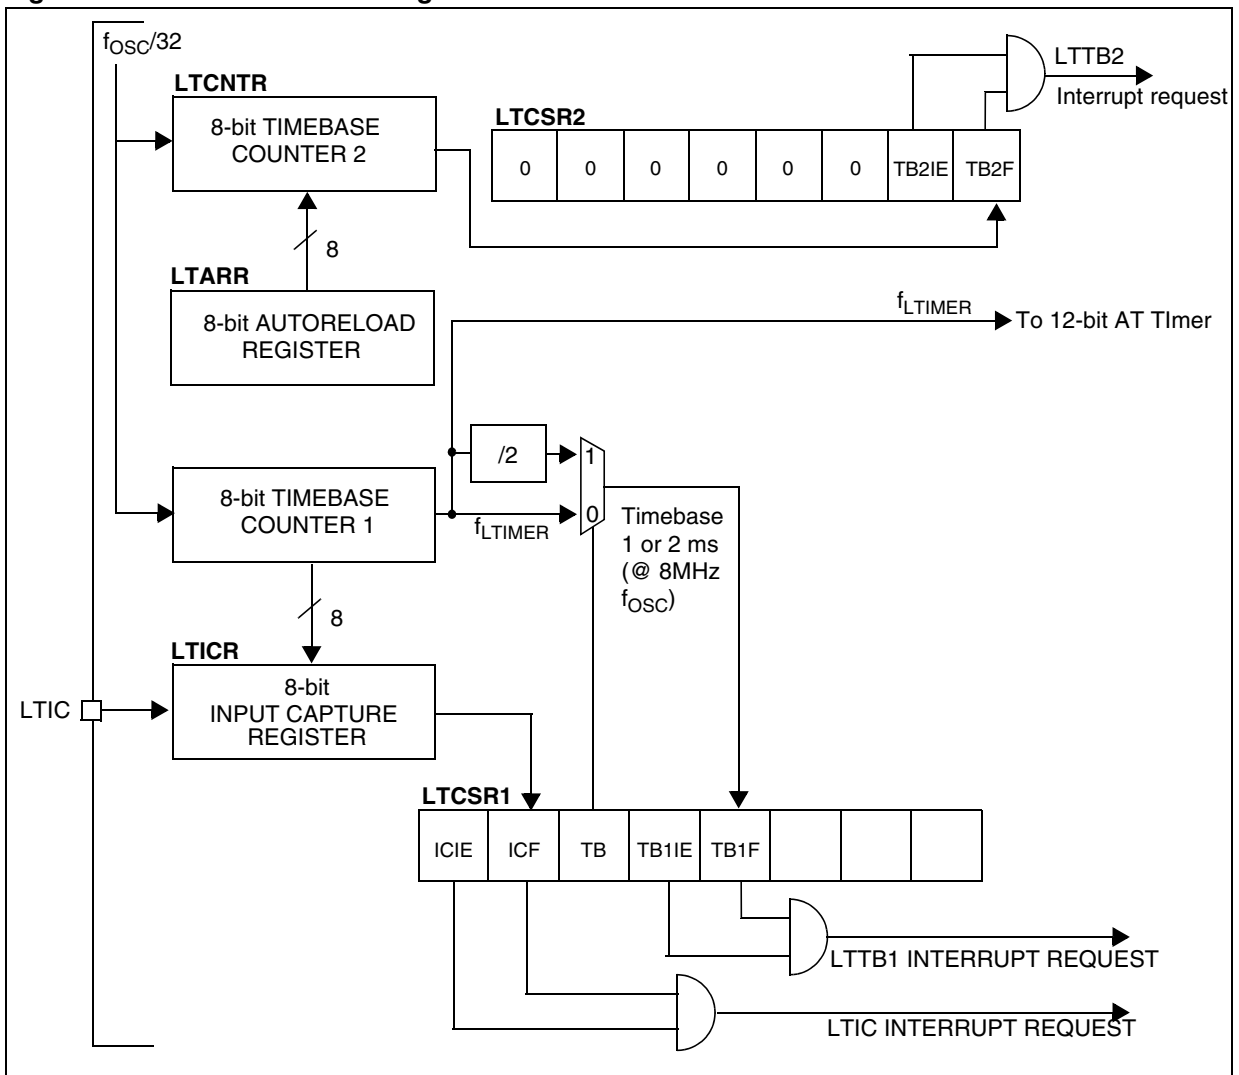 fOSC/32
LTCNTR
8-bit TIMEBASE
COUNTER 2
8
LTARR
8-bit AUTORELOAD
REGISTER
LTCSR2
0 0 0 0 0 0 TB2IE TB2F
LTTB2
Interrupt request
fLTIMER
To 12-bit AT TImer
8-bit TIMEBASE
COUNTER 1
/2
1
0
fLTIMER
Timebase
1 or 2 ms
(@ 8MHz
fOSC)
8
LTICR
LTIC
8-bit
INPUT CAPTURE
REGISTER
LTCSR1
ICIE ICF TB TB1IE TB1F
LTTB1 INTERRUPT REQUEST
LTIC INTERRUPT REQUEST